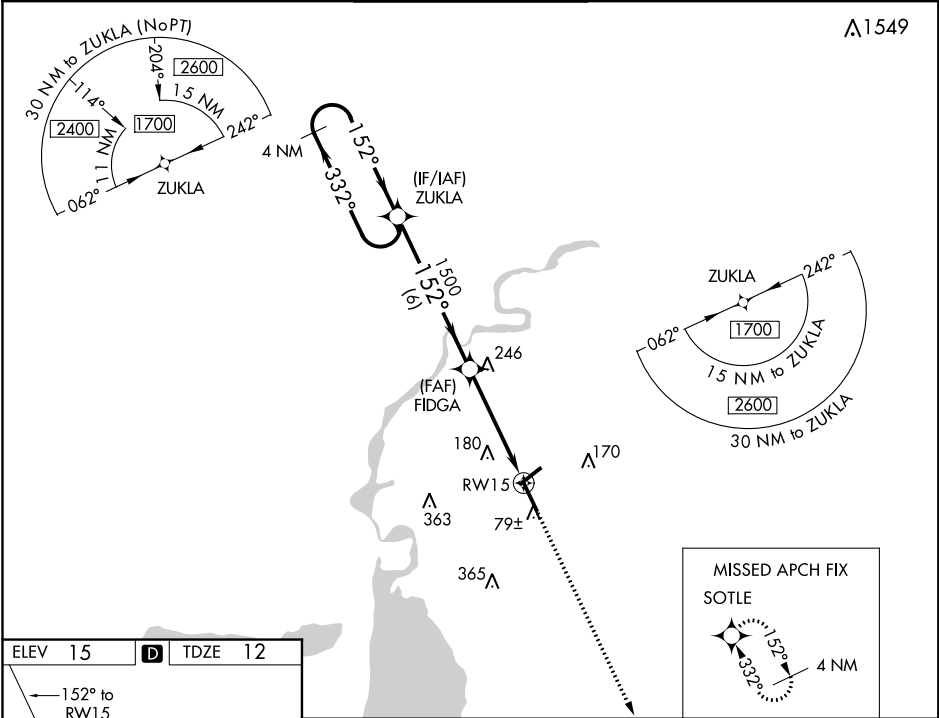 1549
30 NM to ZUKLA (NoPT)
204°
2600
114°
15 NM
2400
1700
242°
11 NM
062°
ZUKLA
4 NM
152°
332°
(IF/IAF)
ZUKLA
1500
152°
(6)
ZUKLA
242°
062°
1700
15 NM to ZUKLA
2600
30 NM to ZUKLA
246
(FAF)
FIDGA
180
170
RW15
363
79±
365
MISSED APCH FIX
SOTLE
152°
332°
4 NM
ELEV 15 D TDZE 12
152° to
RW15